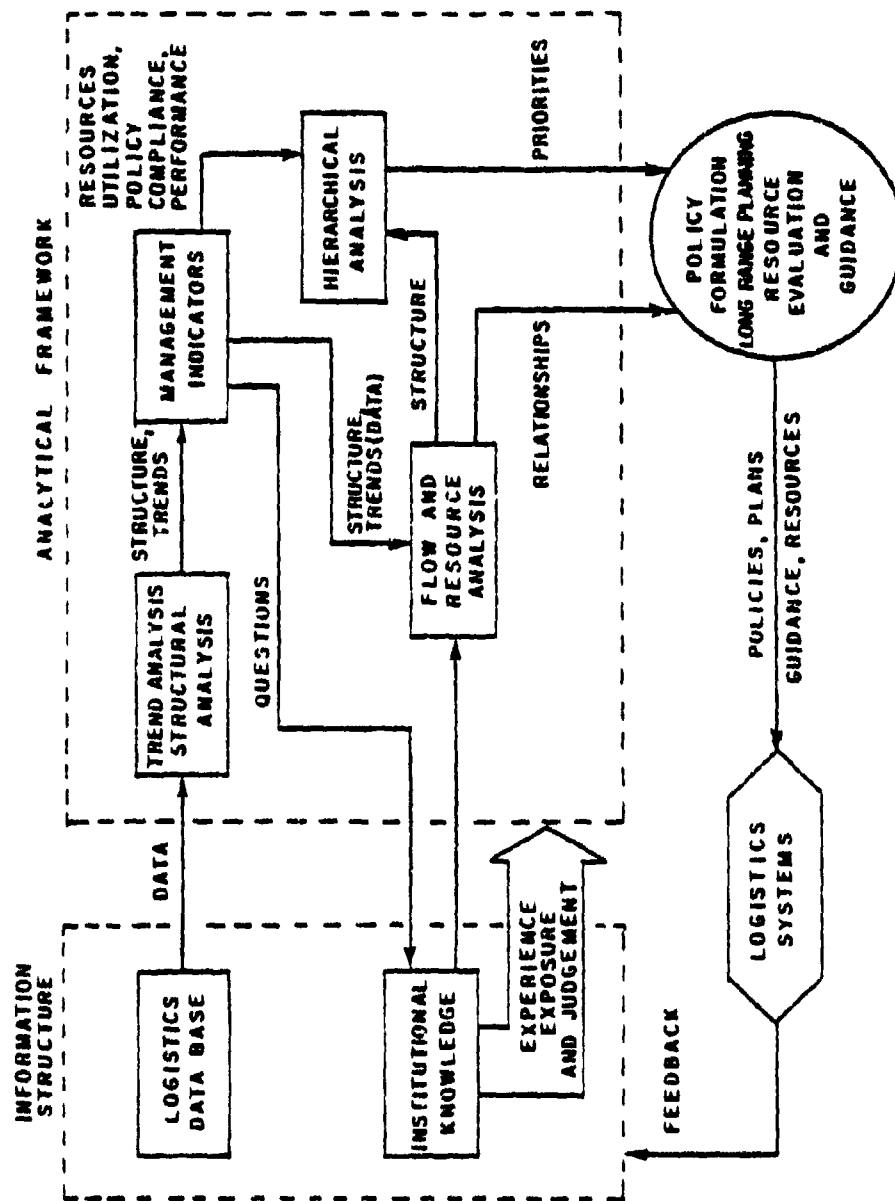 INFORMATION
STRUCTURE
ANALYTICAL FRAMEWORK
LOGISTICS
DATA BASE
DATA
TREND ANALYSIS
STRUCTURAL
ANALYSIS
STRUCTURE,
TRENDS
MANAGEMENT
INDICATORS
RESOURCES
UTILIZATION,
POLICY
COMPLIANCE,
PERFORMANCE
QUESTIONS
STRUCTURE,
TRENDS(DATA)
HIERARCHICAL
ANALYSIS
INSTITUTIONAL
KNOWLEDGE
FLOW AND
RESOURCE
ANALYSIS
STRUCTURE
EXPERIENCE
EXPOSURE
AND JUDGEMENT
RELATIONSHIPS
PRIORITIES
FEEDBACK
LOGISTICS
SYSTEMS
POLICIES, PLANS
GUIDANCE, RESOURCES
POLICY
FORMULATION
LONG RANGE PLANNING
RESOURCE
EVALUATION
AND
GUIDANCE